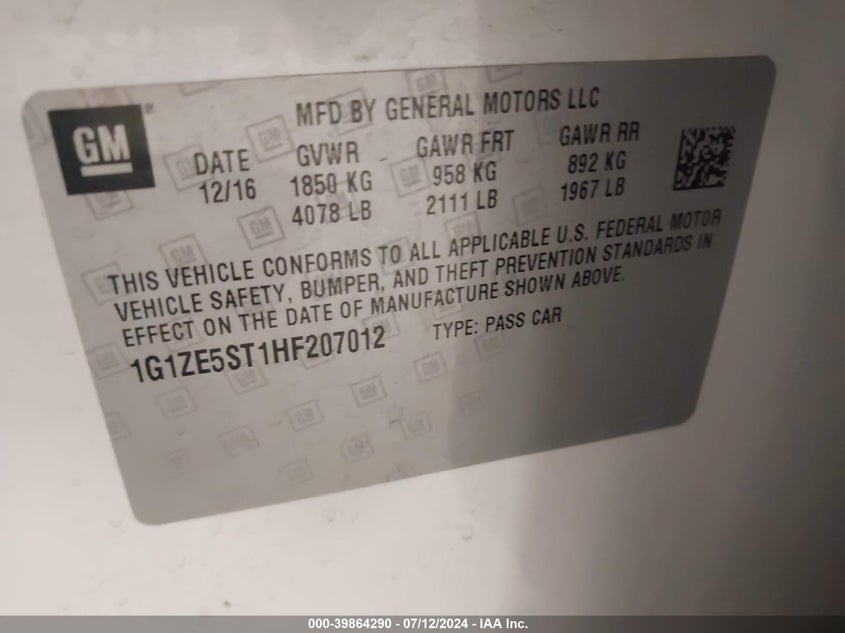 GM
MFD BY GENERAL MOTORS LLC
DATE GVWR GAWR FRT GAWR RR
12/16 1850 KG 958 KG 892 KG
4078 LB 2111 LB 1967 LB
THIS VEHICLE CONFORMS TO ALL APPLICABLE U.S. FEDERAL MOTOR
VEHICLE SAFETY, BUMPER, AND THEFT PREVENTION STANDARDS IN
EFFECT ON THE DATE OF MANUFACTURE SHOWN ABOVE.
1G1ZE5ST1HF207012 TYPE: PASS CAR
000-39864290 - 07/12/2024 - IAA Inc.